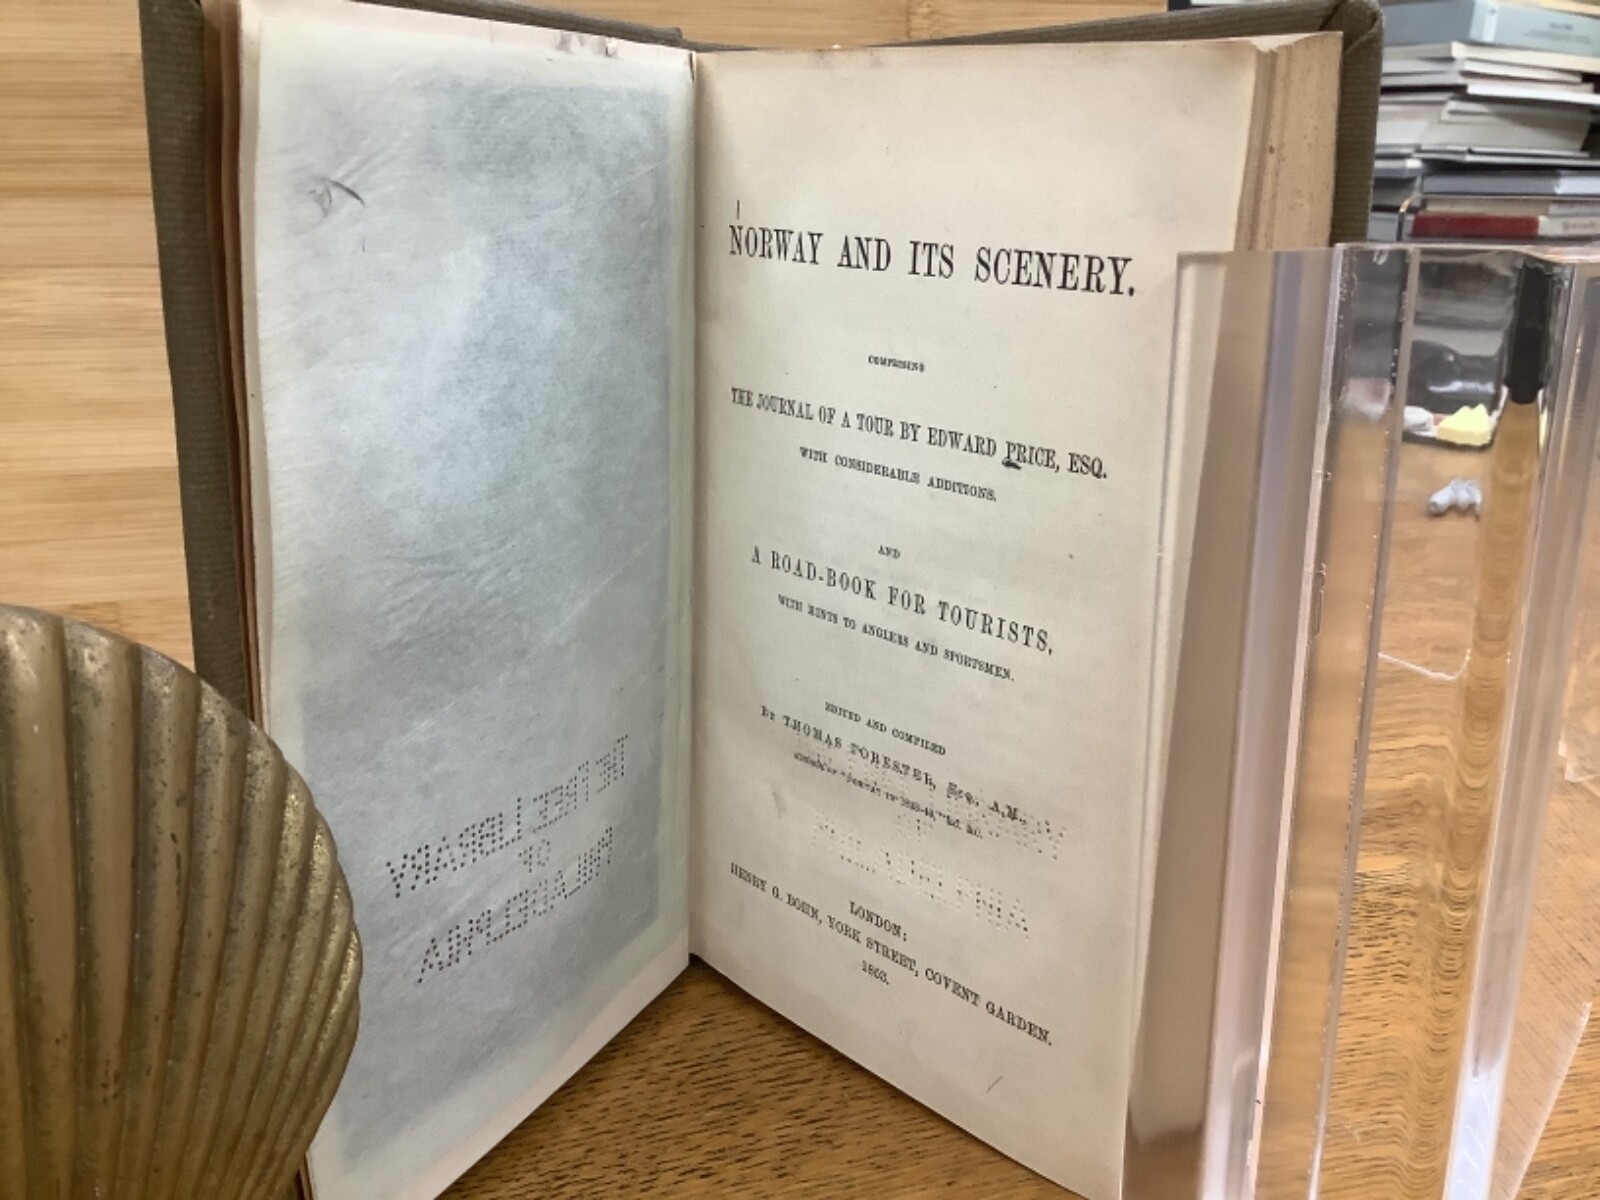 THE FREE LIBRARY
OF
PHILADELPHIA
NORWAY AND ITS SCENERY.
COMPRISING
THE JOURNAL OF A TOUR BY EDWARD PRICE, ESQ.
WITH CONSIDERABLE ADDITIONS,
AND
A ROAD-BOOK FOR TOURISTS,
WITH HINTS TO ANGLERS AND SPORTSMEN.
EDITED AND COMPILED
BY THOMAS FORESTER, ESQ., A.M.,
LONDON:
HENRY G. BOHN, YORK STREET, COVENT GARDEN.
1853.